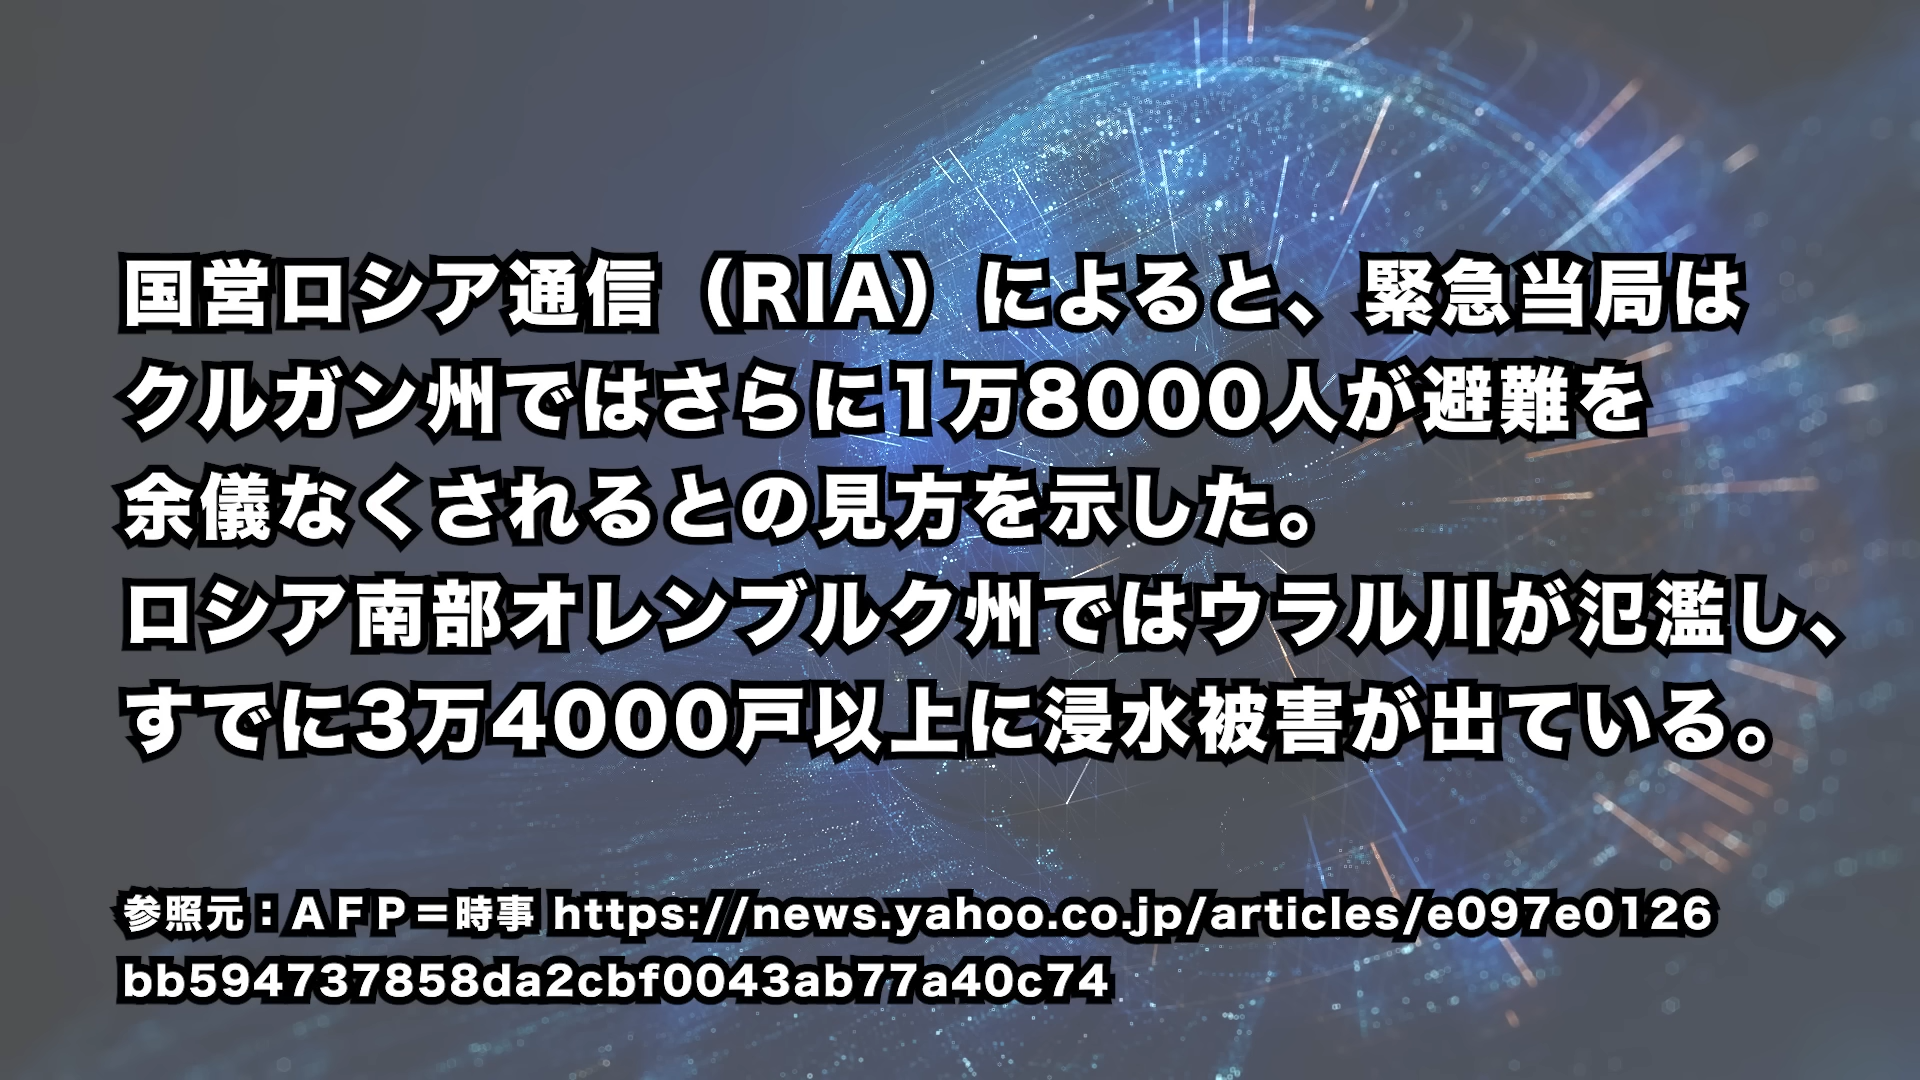 国営ロシア通信（RIA）によると、緊急当局は
クルガン州ではさらに1万8000人が避難を
余儀なくされるとの見方を示した。
ロシア南部オレンブルク州ではウラル川が氾濫し、
すでに3万4000戸以上に浸水被害が出ている。
参照元：ＡＦＰ＝時事 https://news.yahoo.co.jp/articles/e097e0126
bb594737858da2cbf0043ab77a40c74